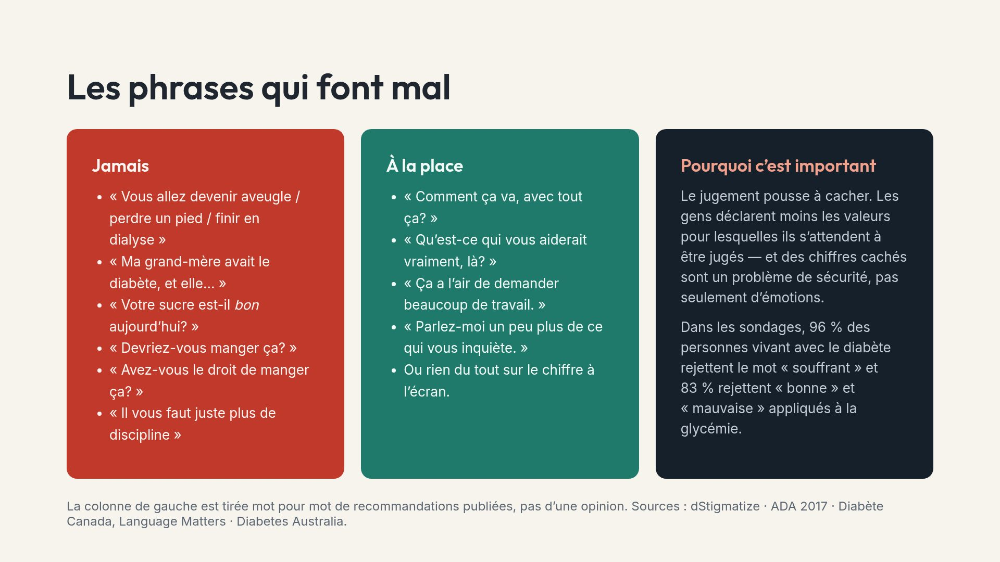 Les phrases qui font mal
Jamais
• « Vous allez devenir aveugle /
perdre un pied / finir en
dialyse »
• « Ma grand-mère avait le
diabète, et elle… »
• « Votre sucre est-il bon
aujourd’hui? »
• « Devriez-vous manger ça? »
• « Avez-vous le droit de manger
ça? »
• « Il vous faut juste plus de
discipline »
À la place
• « Comment ça va, avec tout
ça? »
• « Qu’est-ce qui vous aiderait
vraiment, là? »
• « Ça a l’air de demander
beaucoup de travail. »
• « Parlez-moi un peu plus de ce
qui vous inquiète. »
• Ou rien du tout sur le chiffre à
l’écran.
Pourquoi c’est important
Le jugement pousse à cacher. Les
gens déclarent moins les valeurs
pour lesquelles ils s’attendent à
être jugés — et des chiffres cachés
sont un problème de sécurité, pas
seulement d’émotions.
Dans les sondages, 96 % des
personnes vivant avec le diabète
rejettent le mot « souffrant » et
83 % rejettent « bonne » et
« mauvaise » appliqués à la
glycémie.
La colonne de gauche est tirée mot pour mot de recommandations publiées, pas d’une opinion. Sources : dStigmatize · ADA 2017 · Diabète
Canada, Language Matters · Diabetes Australia.